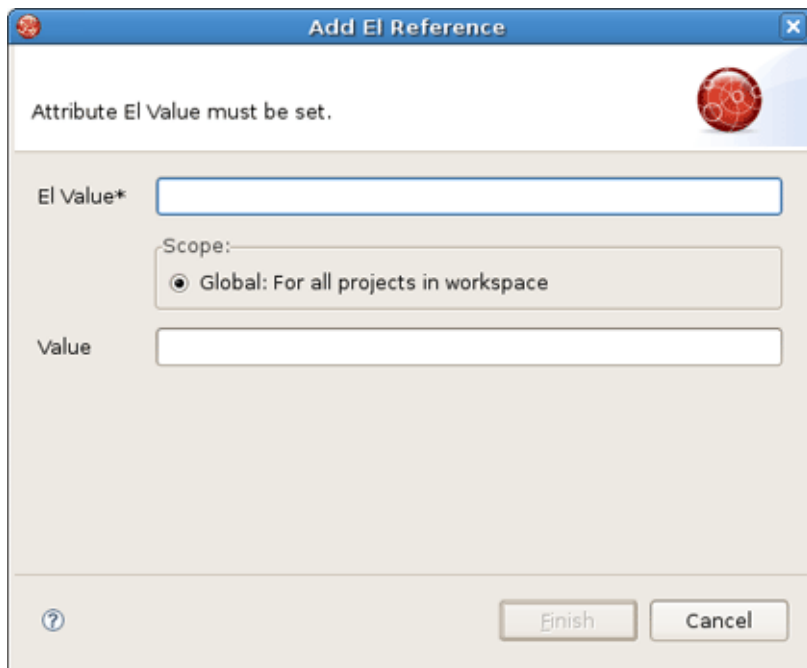 Add El Reference
Attribute El Value must be set.
El Value*
Scope:
Global: For all projects in workspace
Value
Finish
Cancel